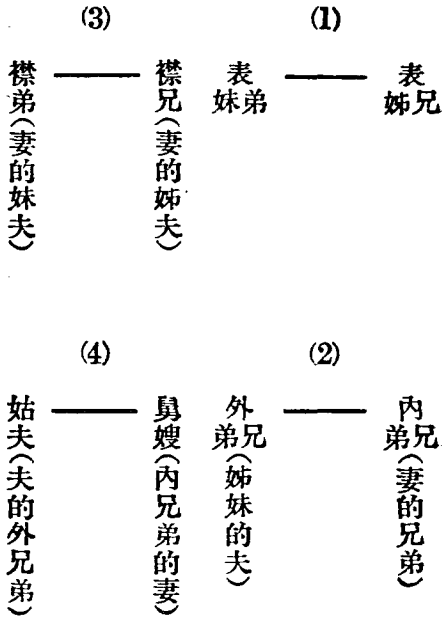 (1)
表兄姊
表弟妹
(2)
內兄弟(妻的兄弟)
外兄弟(姊妹的夫)
(3)
襟兄(妻的姊夫)
襟弟(妻的妹夫)
(4)
舅嫂(內兄弟的妻)
姑夫(夫的外兄弟)